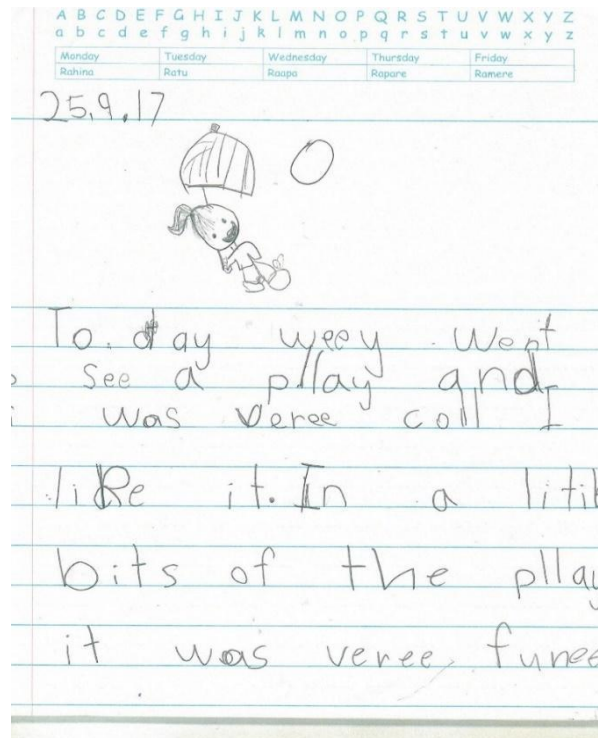 A B C D E F G H I J K L M N O P Q R S T U V W X Y Z
a b c d e f g h i j k l m n o p q r s t u v w x y z
Monday Tuesday Wednesday Thursday Friday
Rahina Ratu Raapa Rapare Ramere
25.9.17
To.day weey went
see a pllay and
was veree coll I
like it. In a litil
bits of the pllay
it was veree funee